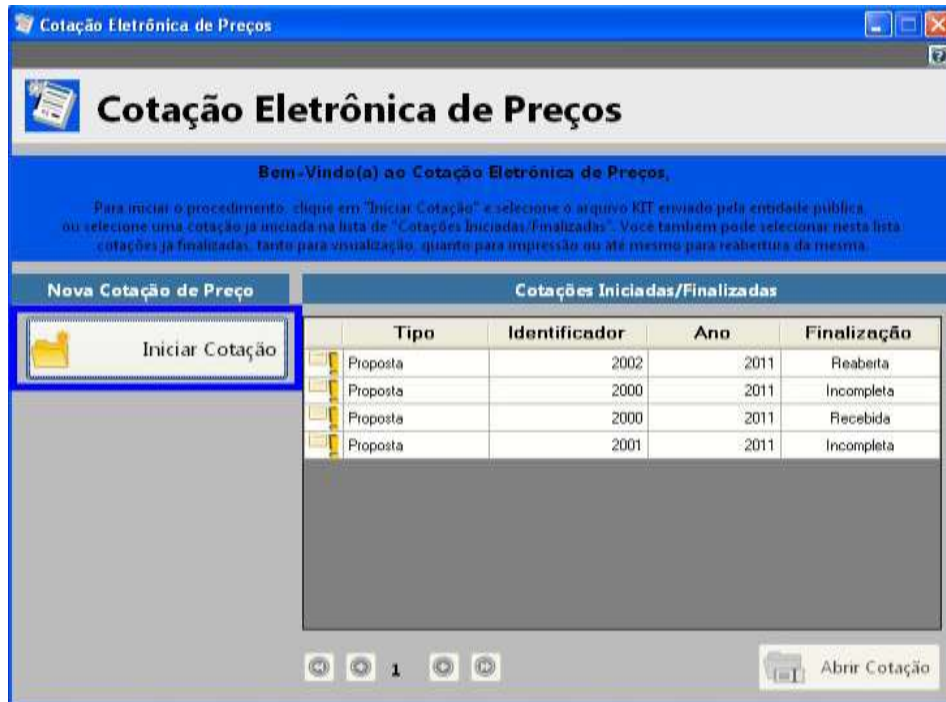 Cotação Eletrônica de Preços
Cotação Eletrônica de Preços
Bem-Vindo(a) ao Cotação Eletrônica de Preços,
Para iniciar o procedimento, clique em "Iniciar Cotação" e selecione o arquivo KIT enviado pela entidade pública,
ou selecione uma cotação ja iniciada na lista de "Cotações Iniciadas/Finalizadas". Você também pode selecionar nesta lista
cotações ja finalizadas, tanto para visualização, quanto para impressão ou até mesmo para reabertura da mesma.
Nova Cotação de Preço
Cotações Iniciadas/Finalizadas
Iniciar Cotação
Tipo Identificador Ano Finalização
Proposta 2002 2011 Reaberta
Proposta 2000 2011 Incompleta
Proposta 2000 2011 Recebida
Proposta 2001 2011 Incompleta
1
Abrir Cotação